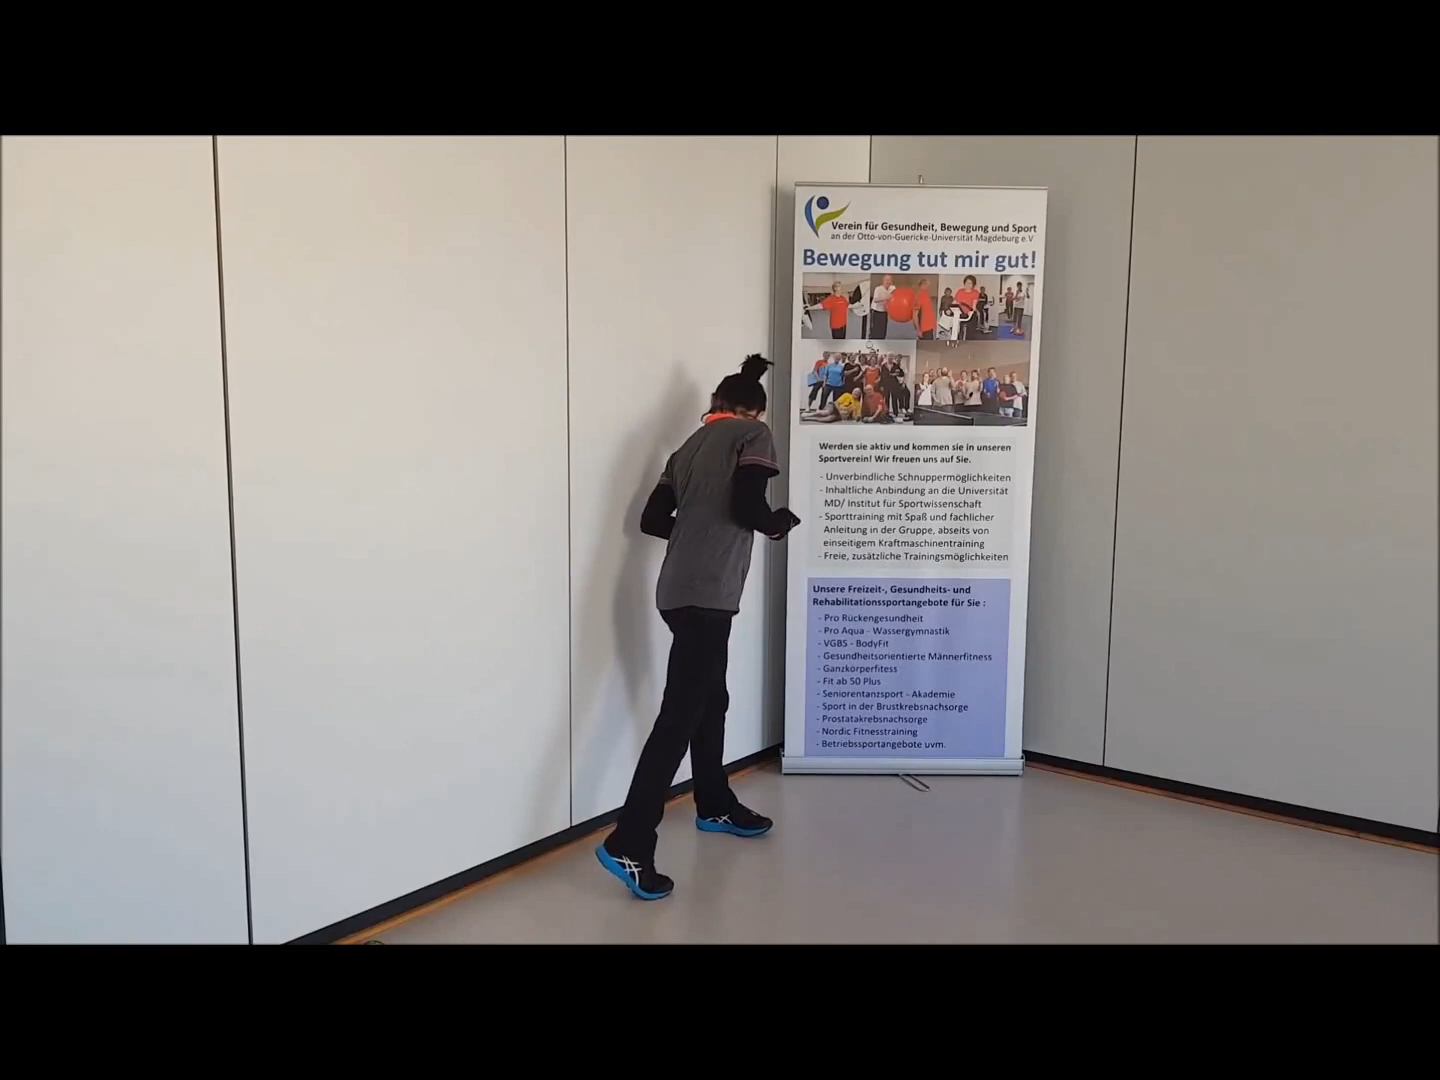 Verein für Gesundheit, Bewegung und Sport
an der Otto-von-Guericke-Universität Magdeburg e.V
Bewegung tut mir gut!
Werden sie aktiv und kommen sie in unseren
Sportverein! Wir freuen uns auf Sie.
- Unverbindliche Schnuppermöglichkeiten
- Inhaltliche Anbindung an die Universität
MD/ Institut für Sportwissenschaft
- Sporttraining mit Spaß und fachlicher
Anleitung in der Gruppe, abseits von
einseitigem Kraftmaschinentraining
- Freie, zusätzliche Trainingsmöglichkeiten
Unsere Freizeit-, Gesundheits- und
Rehabilitationssportangebote für Sie :
- Pro Rückengesundheit
- Pro Aqua - Wassergymnastik
- VGBS - BodyFit
- Gesundheitsorientierte Männerfitness
- Ganzkörperfitess
- Fit ab 50 Plus
- Seniorentanzsport - Akademie
- Sport in der Brustkrebsnachsorge
- Prostatakrebsnachsorge
- Nordic Fitnesstraining
- Betriebssportangebote uvm.